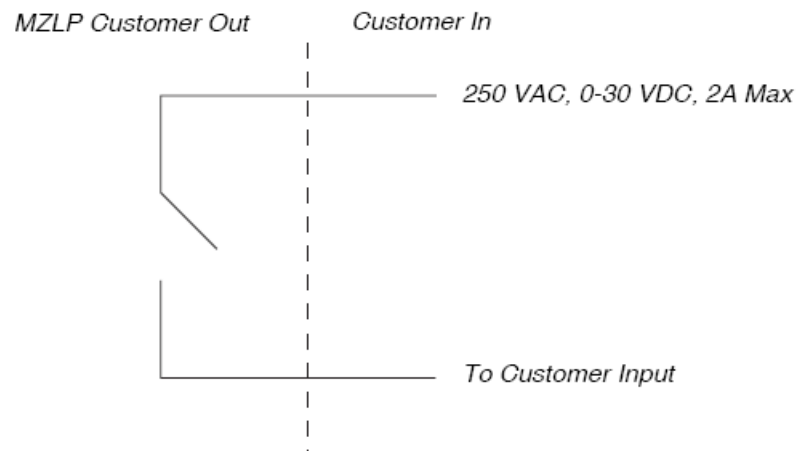 MZLP Customer Out
Customer In
250 VAC, 0-30 VDC, 2A Max
To Customer Input